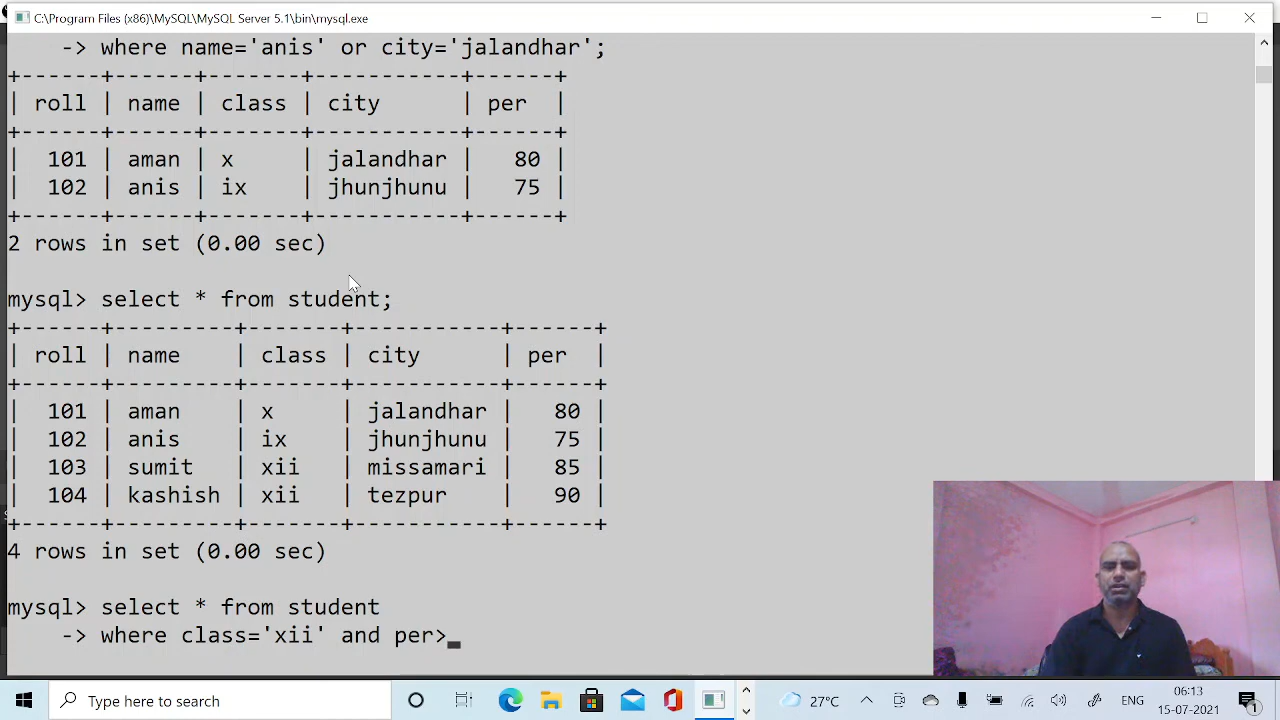 C:\Program Files (x86)\MySQL\MySQL Server 5.1\bin\mysql.exe
    -> where name='anis' or city='jalandhar';
+------+------+-------+-----------+------+
| roll | name | class | city      | per  |
+------+------+-------+-----------+------+
|  101 | aman | x     | jalandhar |   80 |
|  102 | anis | ix    | jhunjhunu |   75 |
+------+------+-------+-----------+------+
2 rows in set (0.00 sec)
mysql> select * from student;
+------+---------+-------+-----------+------+
| roll | name    | class | city      | per  |
+------+---------+-------+-----------+------+
|  101 | aman    | x     | jalandhar |   80 |
|  102 | anis    | ix    | jhunjhunu |   75 |
|  103 | sumit   | xii   | missamari |   85 |
|  104 | kashish | xii   | tezpur    |   90 |
+------+---------+-------+-----------+------+
4 rows in set (0.00 sec)
mysql> select * from student
    -> where class='xii' and per>
Type here to search
27°C
ENG
06:13
15-07-2021
1